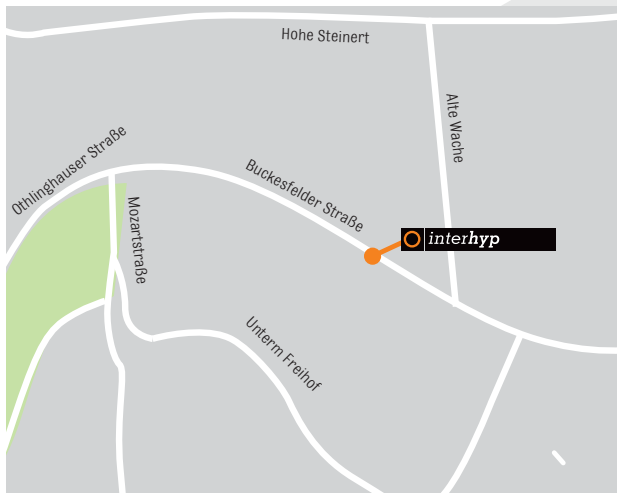 Hohe Steinert
Alte Wache
Othlinghauser Straße
Buckesfelder Straße
Mozartstraße
interhyp
Unterm Freihof